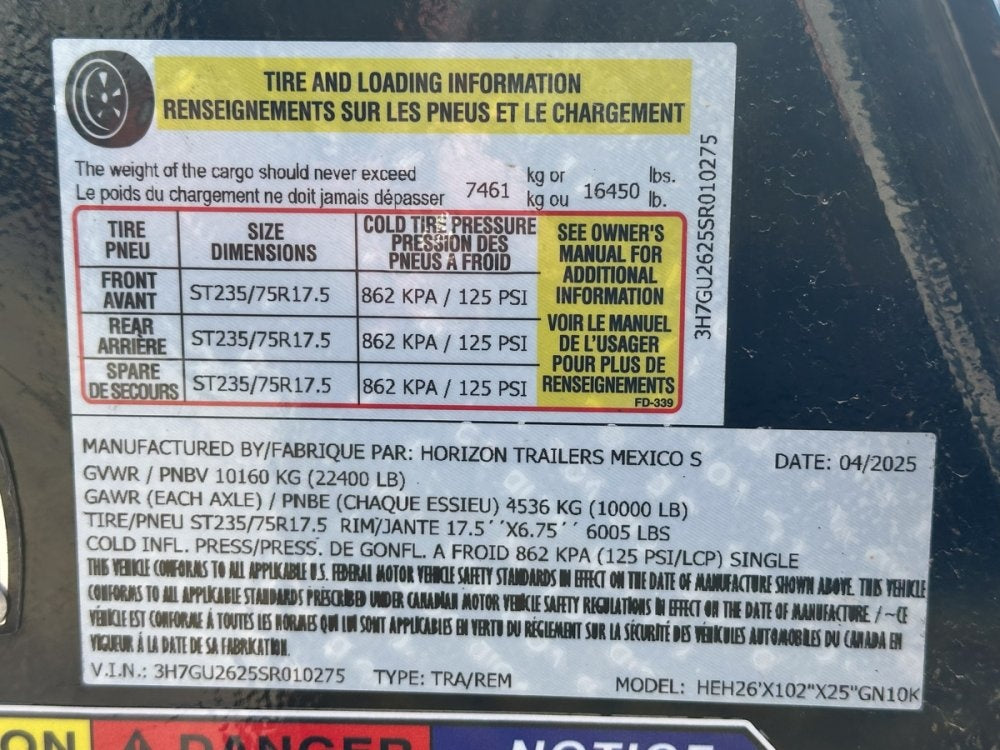 TIRE AND LOADING INFORMATION
RENSEIGNEMENTS SUR LES PNEUS ET LE CHARGEMENT
The weight of the cargo should never exceed kg or lbs.
Le poids du chargement ne doit jamais dépasser 7461 kg ou 16450 lb.
TIRE PNEU SIZE DIMENSIONS COLD TIRE PRESSURE PRESSION DES PNEUS A FROID
FRONT AVANT ST235/75R17.5 862 KPA / 125 PSI
REAR ARRIÈRE ST235/75R17.5 862 KPA / 125 PSI
SPARE DE SECOURS ST235/75R17.5 862 KPA / 125 PSI
SEE OWNER'S
MANUAL FOR
ADDITIONAL
INFORMATION
VOIR LE MANUEL
DE L'USAGER
POUR PLUS DE
RENSEIGNEMENTS
FD-339
3H7GU2625SR010275
MANUFACTURED BY/FABRIQUE PAR: HORIZON TRAILERS MEXICO S DATE: 04/2025
GVWR / PNBV 10160 KG (22400 LB)
GAWR (EACH AXLE) / PNBE (CHAQUE ESSIEU) 4536 KG (10000 LB)
TIRE/PNEU ST235/75R17.5 RIM/JANTE 17.5´´X6.75´´ 6005 LBS
COLD INFL. PRESS/PRESS. DE GONFL. A FROID 862 KPA (125 PSI/LCP) SINGLE
THIS VEHICLE CONFORMS TO ALL APPLICABLE U.S. FEDERAL MOTOR VEHICLE SAFETY STANDARDS IN EFFECT ON THE DATE OF MANUFACTURE SHOWN ABOVE. THIS VEHICLE
CONFORMS TO ALL APPLICABLE STANDARDS PRESCRIBED UNDER CANADIAN MOTOR VEHICLE SAFETY REGULATIONS IN EFFECT ON THE DATE OF MANUFACTURE. / ~CE
VÉHICLE EST CONFORME Á TOUTES LES NORMES QUI LUI SONT APPLICABLES EN VERTU DU RÈGLEMENT SUR LA SÉCURITÉ DES VÉHICULES AUTOMOBILES DU CANADA EN
VIGUEUR Á LA DATE DE SA FABRICATION.
V.I.N.: 3H7GU2625SR010275 TYPE: TRA/REM MODEL: HEH26'X102"X25"GN10K
DANGER NOTICE